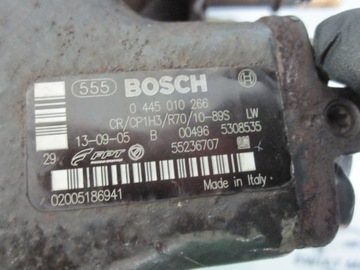 555 BOSCH
0 445 010 266
CR/CP1H3/R70/10-89S LW
13-09-05 B 00496 5308535
29 FPT 55236707
02005186941 Made in Italy